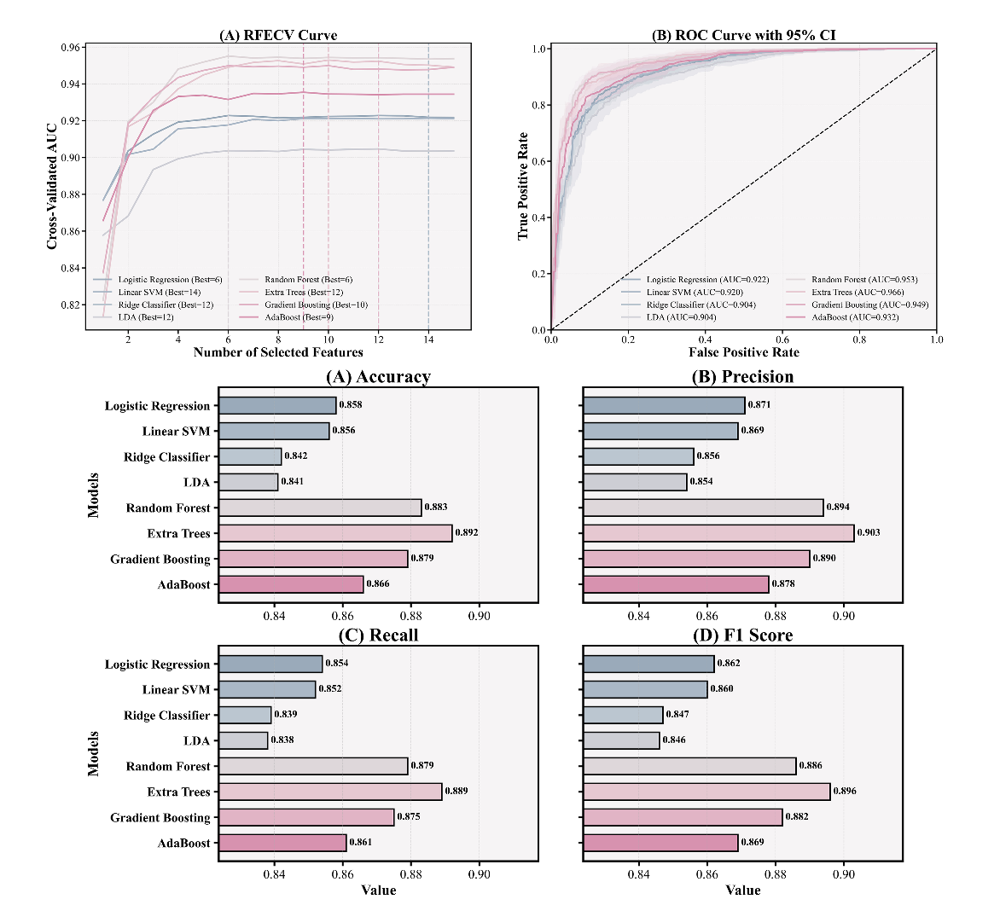 (A) RFECV Curve
0.96
0.94
0.92
0.90
0.88
0.86
0.84
0.82
Cross-Validated AUC
Logistic Regression (Best=6)
Linear SVM (Best=14)
Ridge Classifier (Best=12)
LDA (Best=12)
Random Forest (Best=6)
Extra Trees (Best=12)
Gradient Boosting (Best=10)
AdaBoost (Best=9)
2 4 6 8 10 12 14
Number of Selected Features
(B) ROC Curve with 95% CI
1.0
0.8
0.6
0.4
0.2
0.0
True Positive Rate
Logistic Regression (AUC=0.922)
Linear SVM (AUC=0.920)
Ridge Classifier (AUC=0.904)
LDA (AUC=0.904)
Random Forest (AUC=0.953)
Extra Trees (AUC=0.966)
Gradient Boosting (AUC=0.949)
AdaBoost (AUC=0.932)
0.0 0.2 0.4 0.6 0.8 1.0
False Positive Rate
(A) Accuracy
Models
Logistic Regression 0.858
Linear SVM 0.856
Ridge Classifier 0.842
LDA 0.841
Random Forest 0.883
Extra Trees 0.892
Gradient Boosting 0.879
AdaBoost 0.866
0.84 0.86 0.88 0.90
(B) Precision
0.871
0.869
0.856
0.854
0.894
0.903
0.890
0.878
0.84 0.86 0.88 0.90
(C) Recall
Models
Logistic Regression 0.854
Linear SVM 0.852
Ridge Classifier 0.839
LDA 0.838
Random Forest 0.879
Extra Trees 0.889
Gradient Boosting 0.875
AdaBoost 0.861
0.84 0.86 0.88 0.90
Value
(D) F1 Score
0.862
0.860
0.847
0.846
0.886
0.896
0.882
0.869
0.84 0.86 0.88 0.90
Value